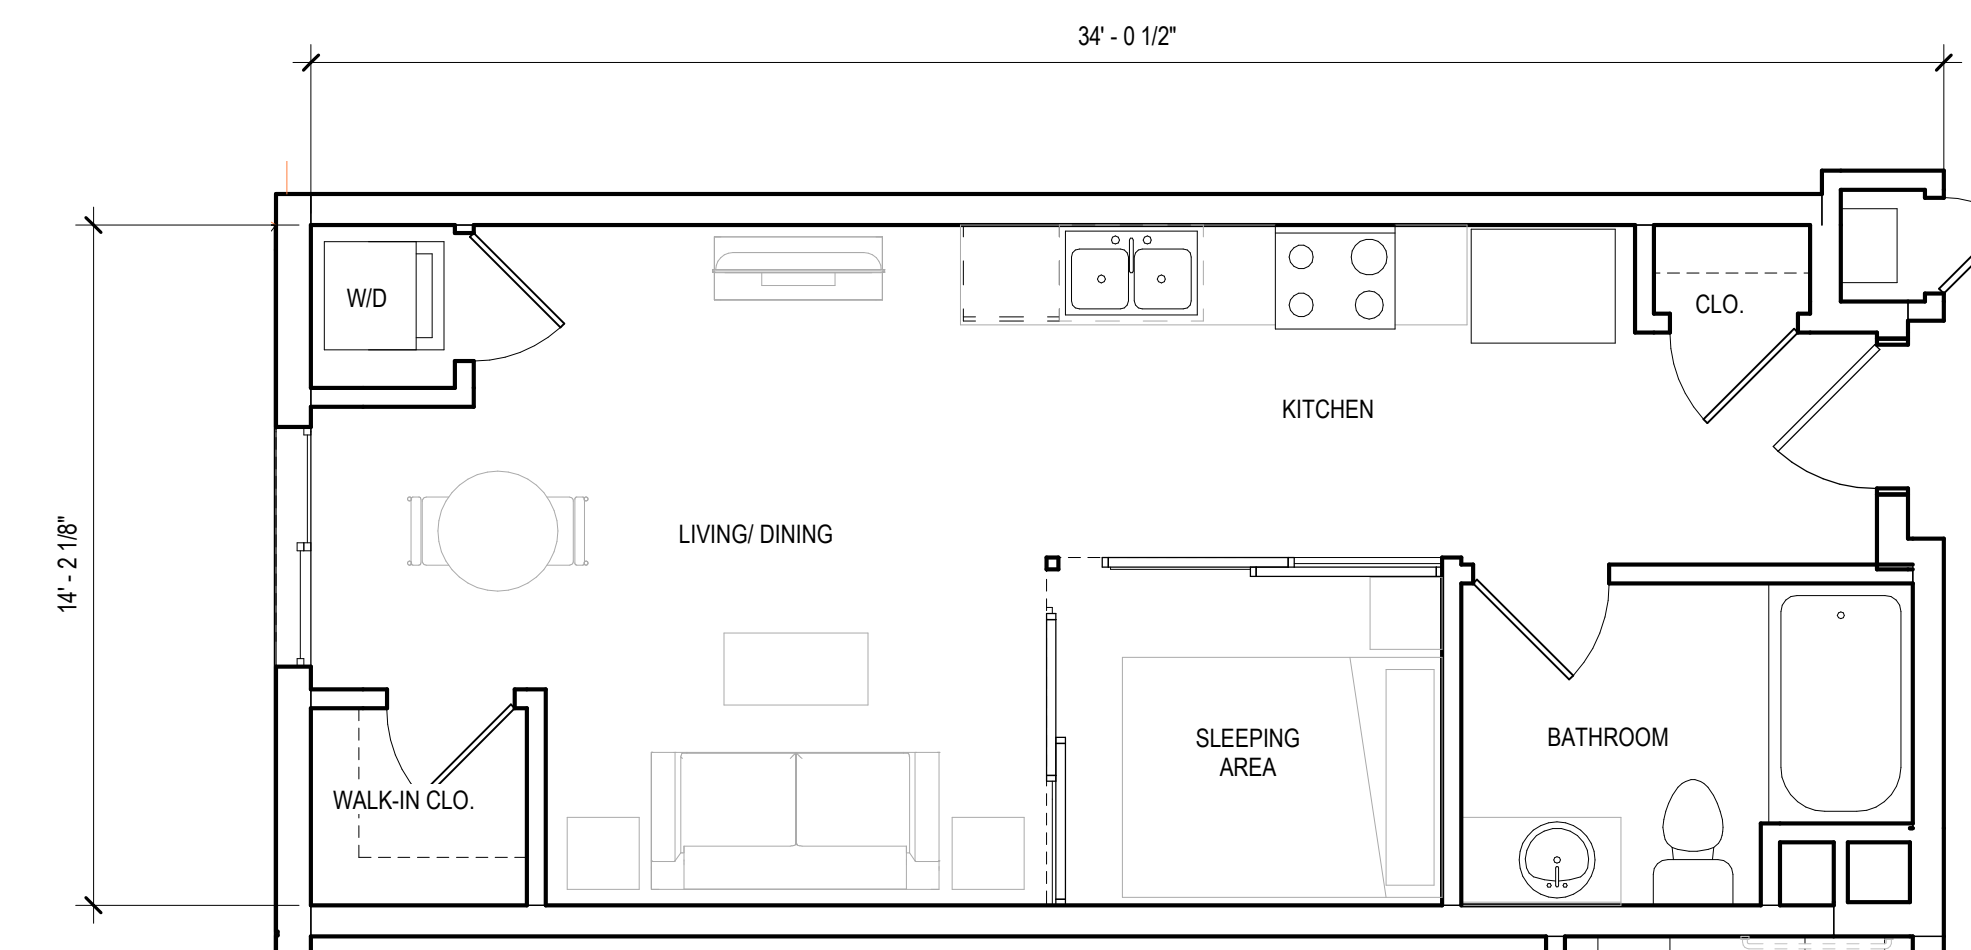 34' - 0 1/2"
W/D
CLO.
KITCHEN
14' - 2 1/8"
LIVING/ DINING
SLEEPING
AREA
BATHROOM
WALK-IN CLO.